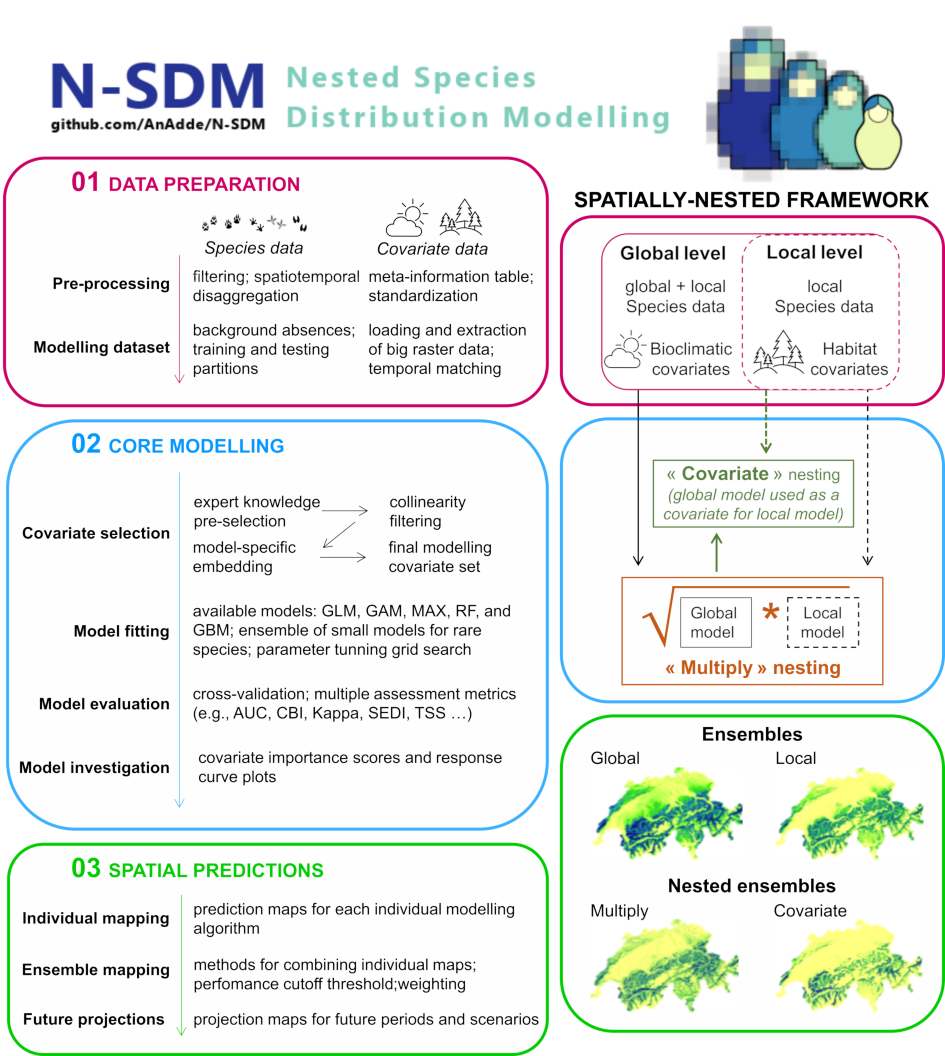 N-SDM
github.com/AnAdde/N-SDM
Nested Species
Distribution Modelling
01 DATA PREPARATION
Species data
Covariate data
Pre-processing
filtering; spatiotemporal
disaggregation
meta-information table;
standardization
Modelling dataset
background absences;
training and testing
partitions
loading and extraction
of big raster data;
temporal matching
02 CORE MODELLING
Covariate selection
expert knowledge
pre-selection
collinearity
filtering
model-specific
embedding
final modelling
covariate set
Model fitting
available models: GLM, GAM, MAX, RF, and
GBM; ensemble of small models for rare
species; parameter tunning grid search
Model evaluation
cross-validation; multiple assessment metrics
(e.g., AUC, CBI, Kappa, SEDI, TSS …)
Model investigation
covariate importance scores and response
curve plots
03 SPATIAL PREDICTIONS
Individual mapping
prediction maps for each individual modelling
algorithm
Ensemble mapping
methods for combining individual maps;
perfomance cutoff threshold;weighting
Future projections
projection maps for future periods and scenarios
SPATIALLY-NESTED FRAMEWORK
Global level
global + local
Species data
Bioclimatic
covariates
Local level
local
Species data
Habitat
covariates
« Covariate » nesting
(global model used as a
covariate for local model)
√ Global model * Local model
« Multiply » nesting
Ensembles
Global
Local
Nested ensembles
Multiply
Covariate